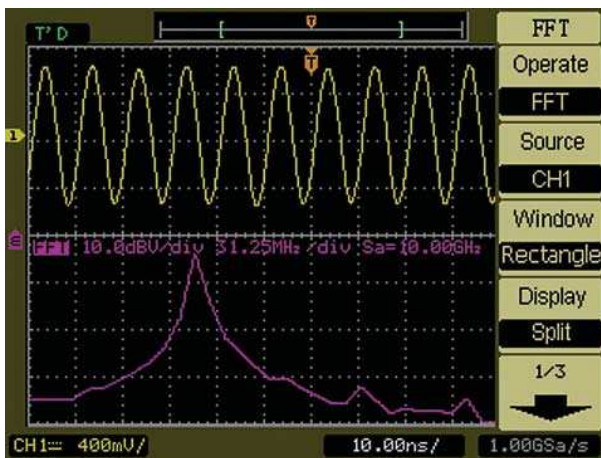 T'D
T
T
1
FFT 10.0dBV/div 31.25MHz/div Sa=10.00GHz
CH1 400mV/
10.00ns/
1.00GSa/s
FFT
Operate
FFT
Source
CH1
Window
Rectangle
Display
Split
1/3